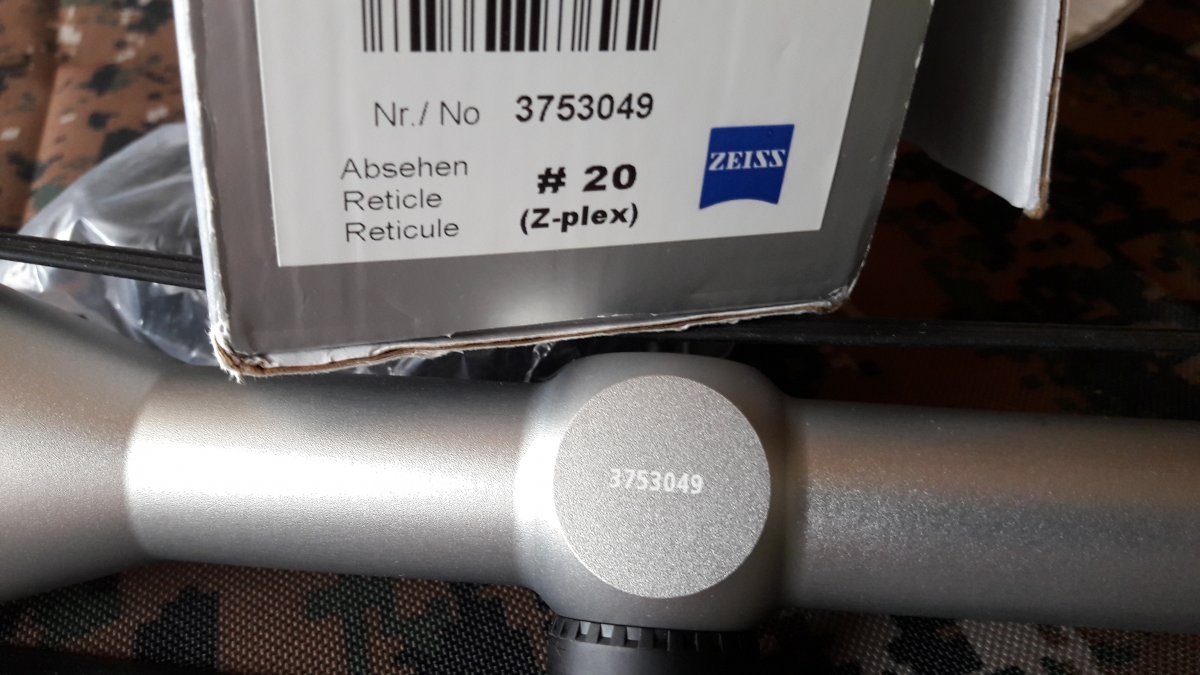 Nr./ No 3753049
Absehen
Reticle # 20
Reticule (Z-plex)
ZEISS
3753049